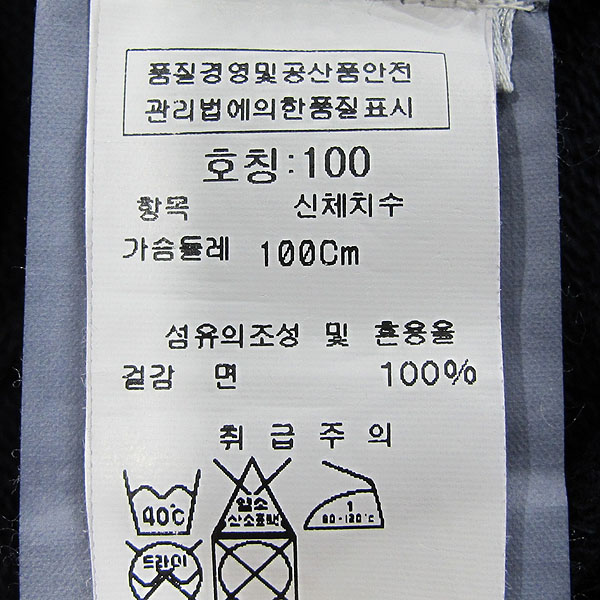 품질경영및공산품안전
관리법에의한품질표시
호칭:100
항목 신체치수
가슴둘레 100Cm
섬유의조성 및 혼용율
겉감 면 100%
취급주의
40℃
염소
산소표백
1
80-120℃
드라이